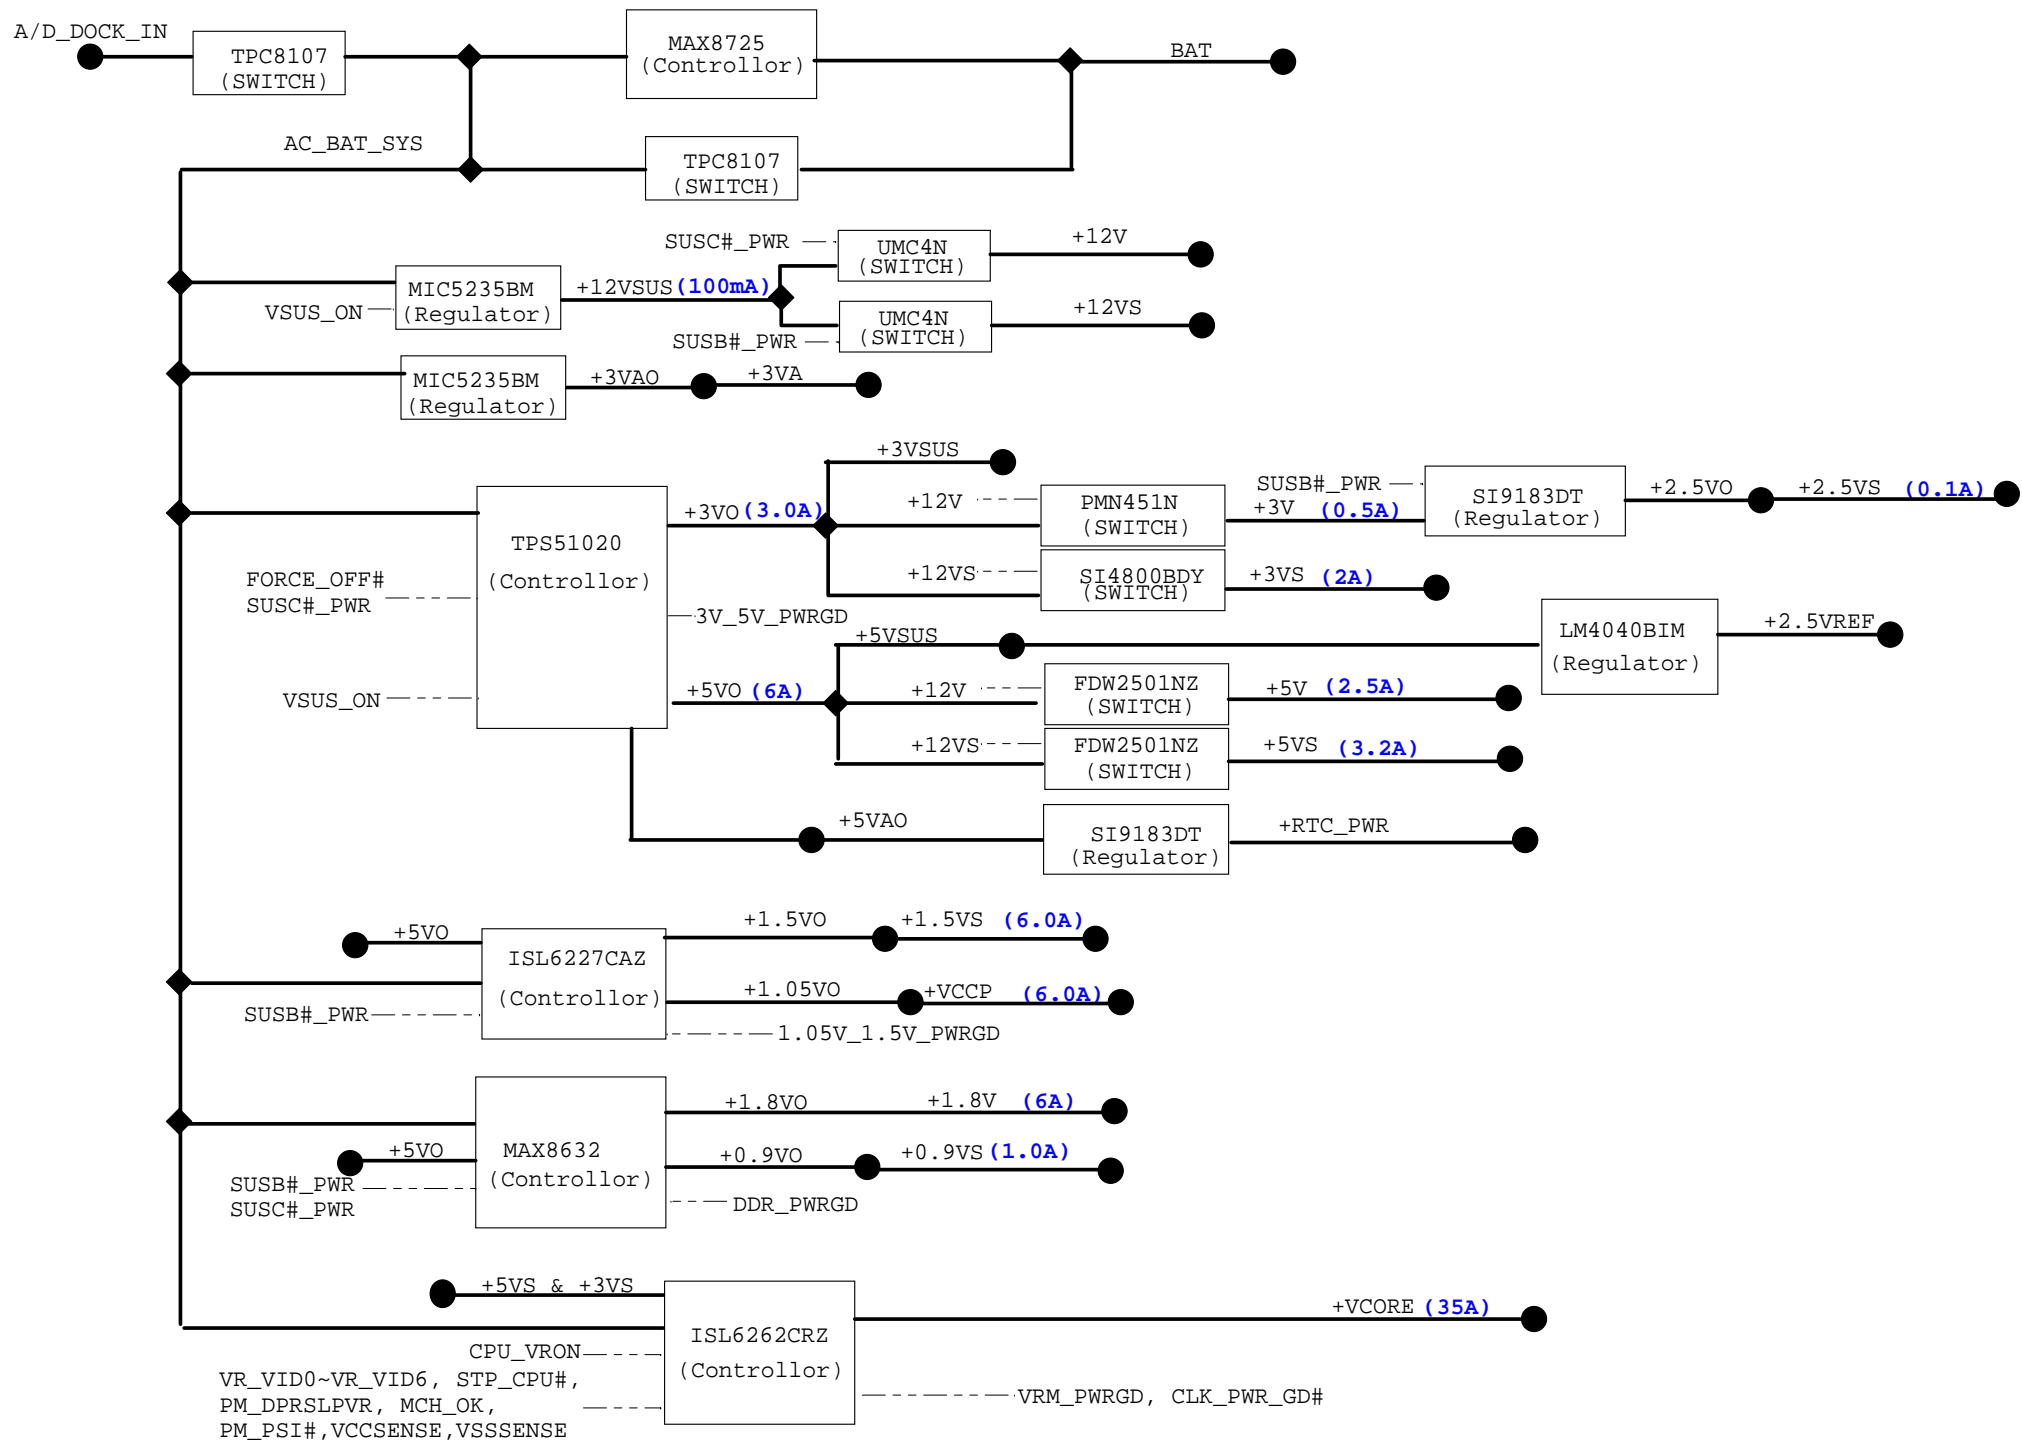 A/D_DOCK_IN
TPC8107
(SWITCH)
MAX8725
(Controllor)
BAT
AC_BAT_SYS
TPC8107
(SWITCH)
SUSC#_PWR
UMC4N
(SWITCH)
+12V
MIC5235BM
(Regulator)
VSUS_ON
+12VSUS (100mA)
UMC4N
(SWITCH)
+12VS
SUSB#_PWR
MIC5235BM
(Regulator)
+3VAO
+3VA
+3VSUS
TPS51020
(Controllor)
FORCE_OFF#
SUSC#_PWR
VSUS_ON
+3VO (3.0A)
+12V
PMN451N
(SWITCH)
+3V (0.5A)
SUSB#_PWR
SI9183DT
(Regulator)
+2.5VO
+2.5VS (0.1A)
+12VS
SI4800BDY
(SWITCH)
+3VS (2A)
3V_5V_PWRGD
+5VSUS
LM4040BIM
(Regulator)
+2.5VREF
+5VO (6A)
+12V
FDW2501NZ
(SWITCH)
+5V (2.5A)
+12VS
FDW2501NZ
(SWITCH)
+5VS (3.2A)
+5VAO
SI9183DT
(Regulator)
+RTC_PWR
+5VO
ISL6227CAZ
(Controllor)
SUSB#_PWR
+1.5VO
+1.5VS (6.0A)
+1.05VO
+VCCP (6.0A)
1.05V_1.5V_PWRGD
MAX8632
(Controllor)
+5VO
SUSB#_PWR
SUSC#_PWR
+1.8VO
+1.8V (6A)
+0.9VO
+0.9VS (1.0A)
DDR_PWRGD
+5VS & +3VS
ISL6262CRZ
(Controllor)
+VCORE (35A)
CPU_VRON
VR_VID0~VR_VID6, STP_CPU#,
PM_DPRSLPVR, MCH_OK,
PM_PSI#,VCCSENSE,VSSSENSE
VRM_PWRGD, CLK_PWR_GD#